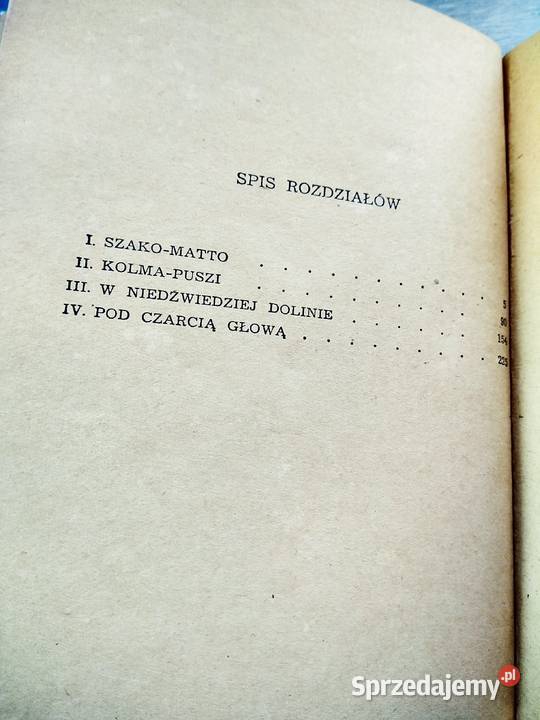 SPIS ROZDZIAŁÓW
I. SZAKO-MATTO . . . . . . . . . 5
II. KOLMA-PUSZI . . . . . . . . . 90
III. W NIEDŹWIEDZIEJ DOLINIE . . . . . . 154
IV. POD CZARCIĄ GŁOWĄ . . . . . . . . 225
Sprzedajemy.pl